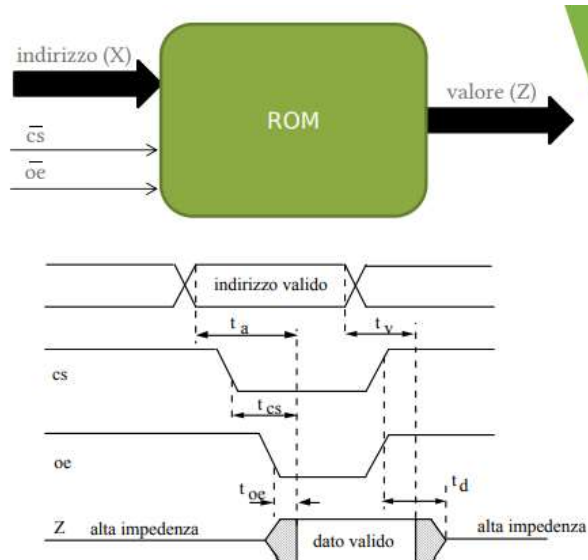 indirizzo (X)
cs
oe
ROM
valore (Z)
indirizzo valido
t a
t v
cs
t cs
oe
t oe
t d
Z alta impedenza
dato valido
alta impedenza